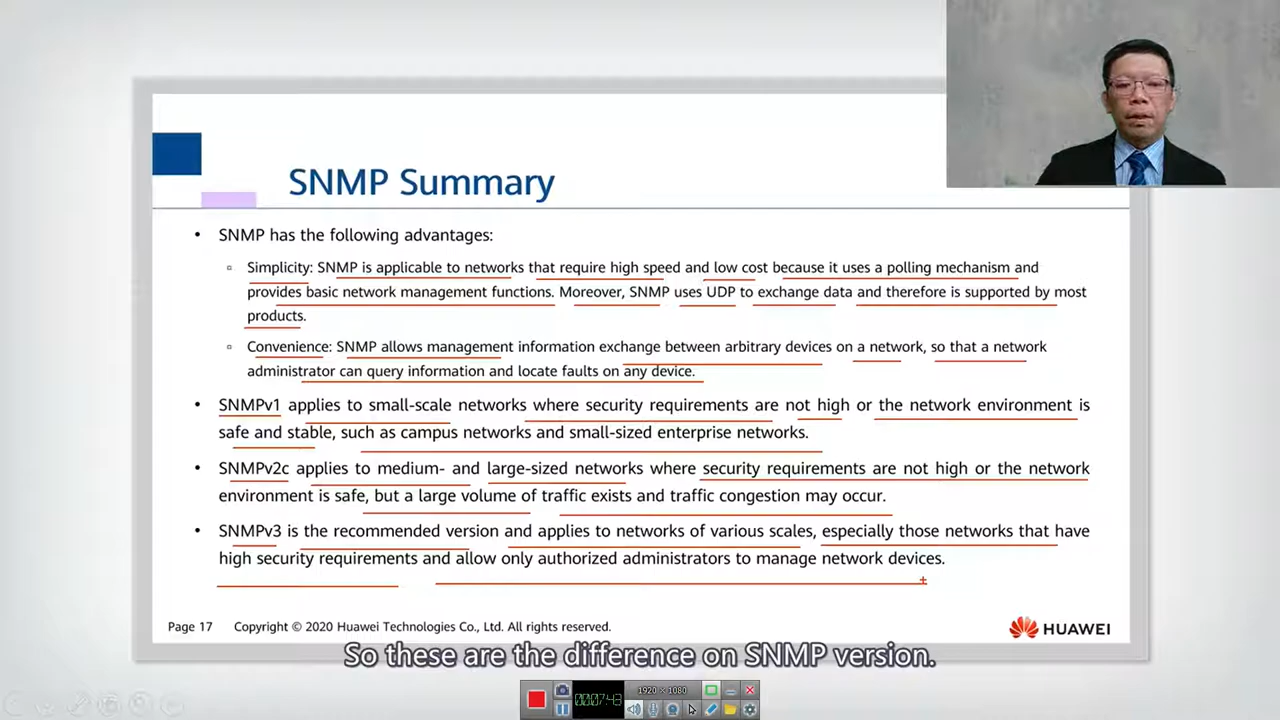 SNMP Summary
• SNMP has the following advantages:
▫ Simplicity: SNMP is applicable to networks that require high speed and low cost because it uses a polling mechanism and
provides basic network management functions. Moreover, SNMP uses UDP to exchange data and therefore is supported by most
products.
▫ Convenience: SNMP allows management information exchange between arbitrary devices on a network, so that a network
administrator can query information and locate faults on any device.
• SNMPv1 applies to small-scale networks where security requirements are not high or the network environment is
safe and stable, such as campus networks and small-sized enterprise networks.
• SNMPv2c applies to medium- and large-sized networks where security requirements are not high or the network
environment is safe, but a large volume of traffic exists and traffic congestion may occur.
• SNMPv3 is the recommended version and applies to networks of various scales, especially those networks that have
high security requirements and allow only authorized administrators to manage network devices.
Page 17 Copyright © 2020 Huawei Technologies Co., Ltd. All rights reserved.
HUAWEI
So these are the difference on SNMP version.
1920 × 1080
00:07:43